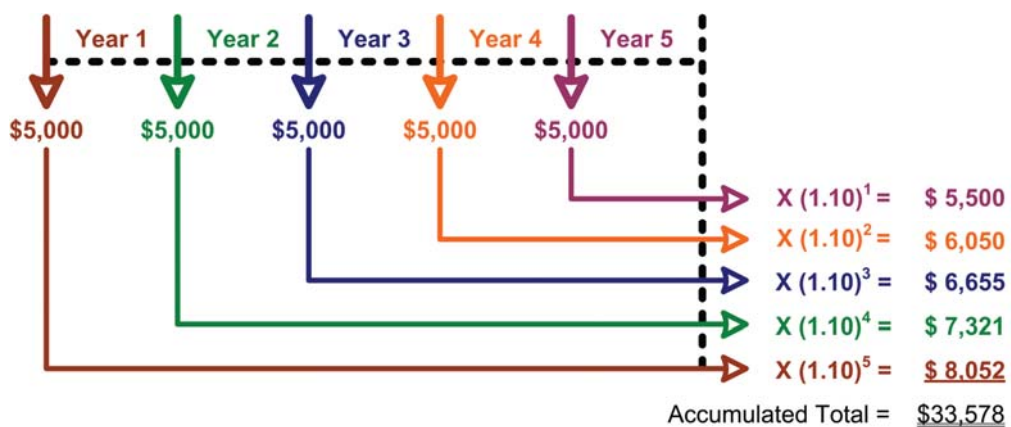 Year 1 Year 2 Year 3 Year 4 Year 5
$5,000 $5,000 $5,000 $5,000 $5,000
X (1.10)¹ = $ 5,500
X (1.10)² = $ 6,050
X (1.10)³ = $ 6,655
X (1.10)⁴ = $ 7,321
X (1.10)⁵ = $ 8,052
Accumulated Total = $33,578